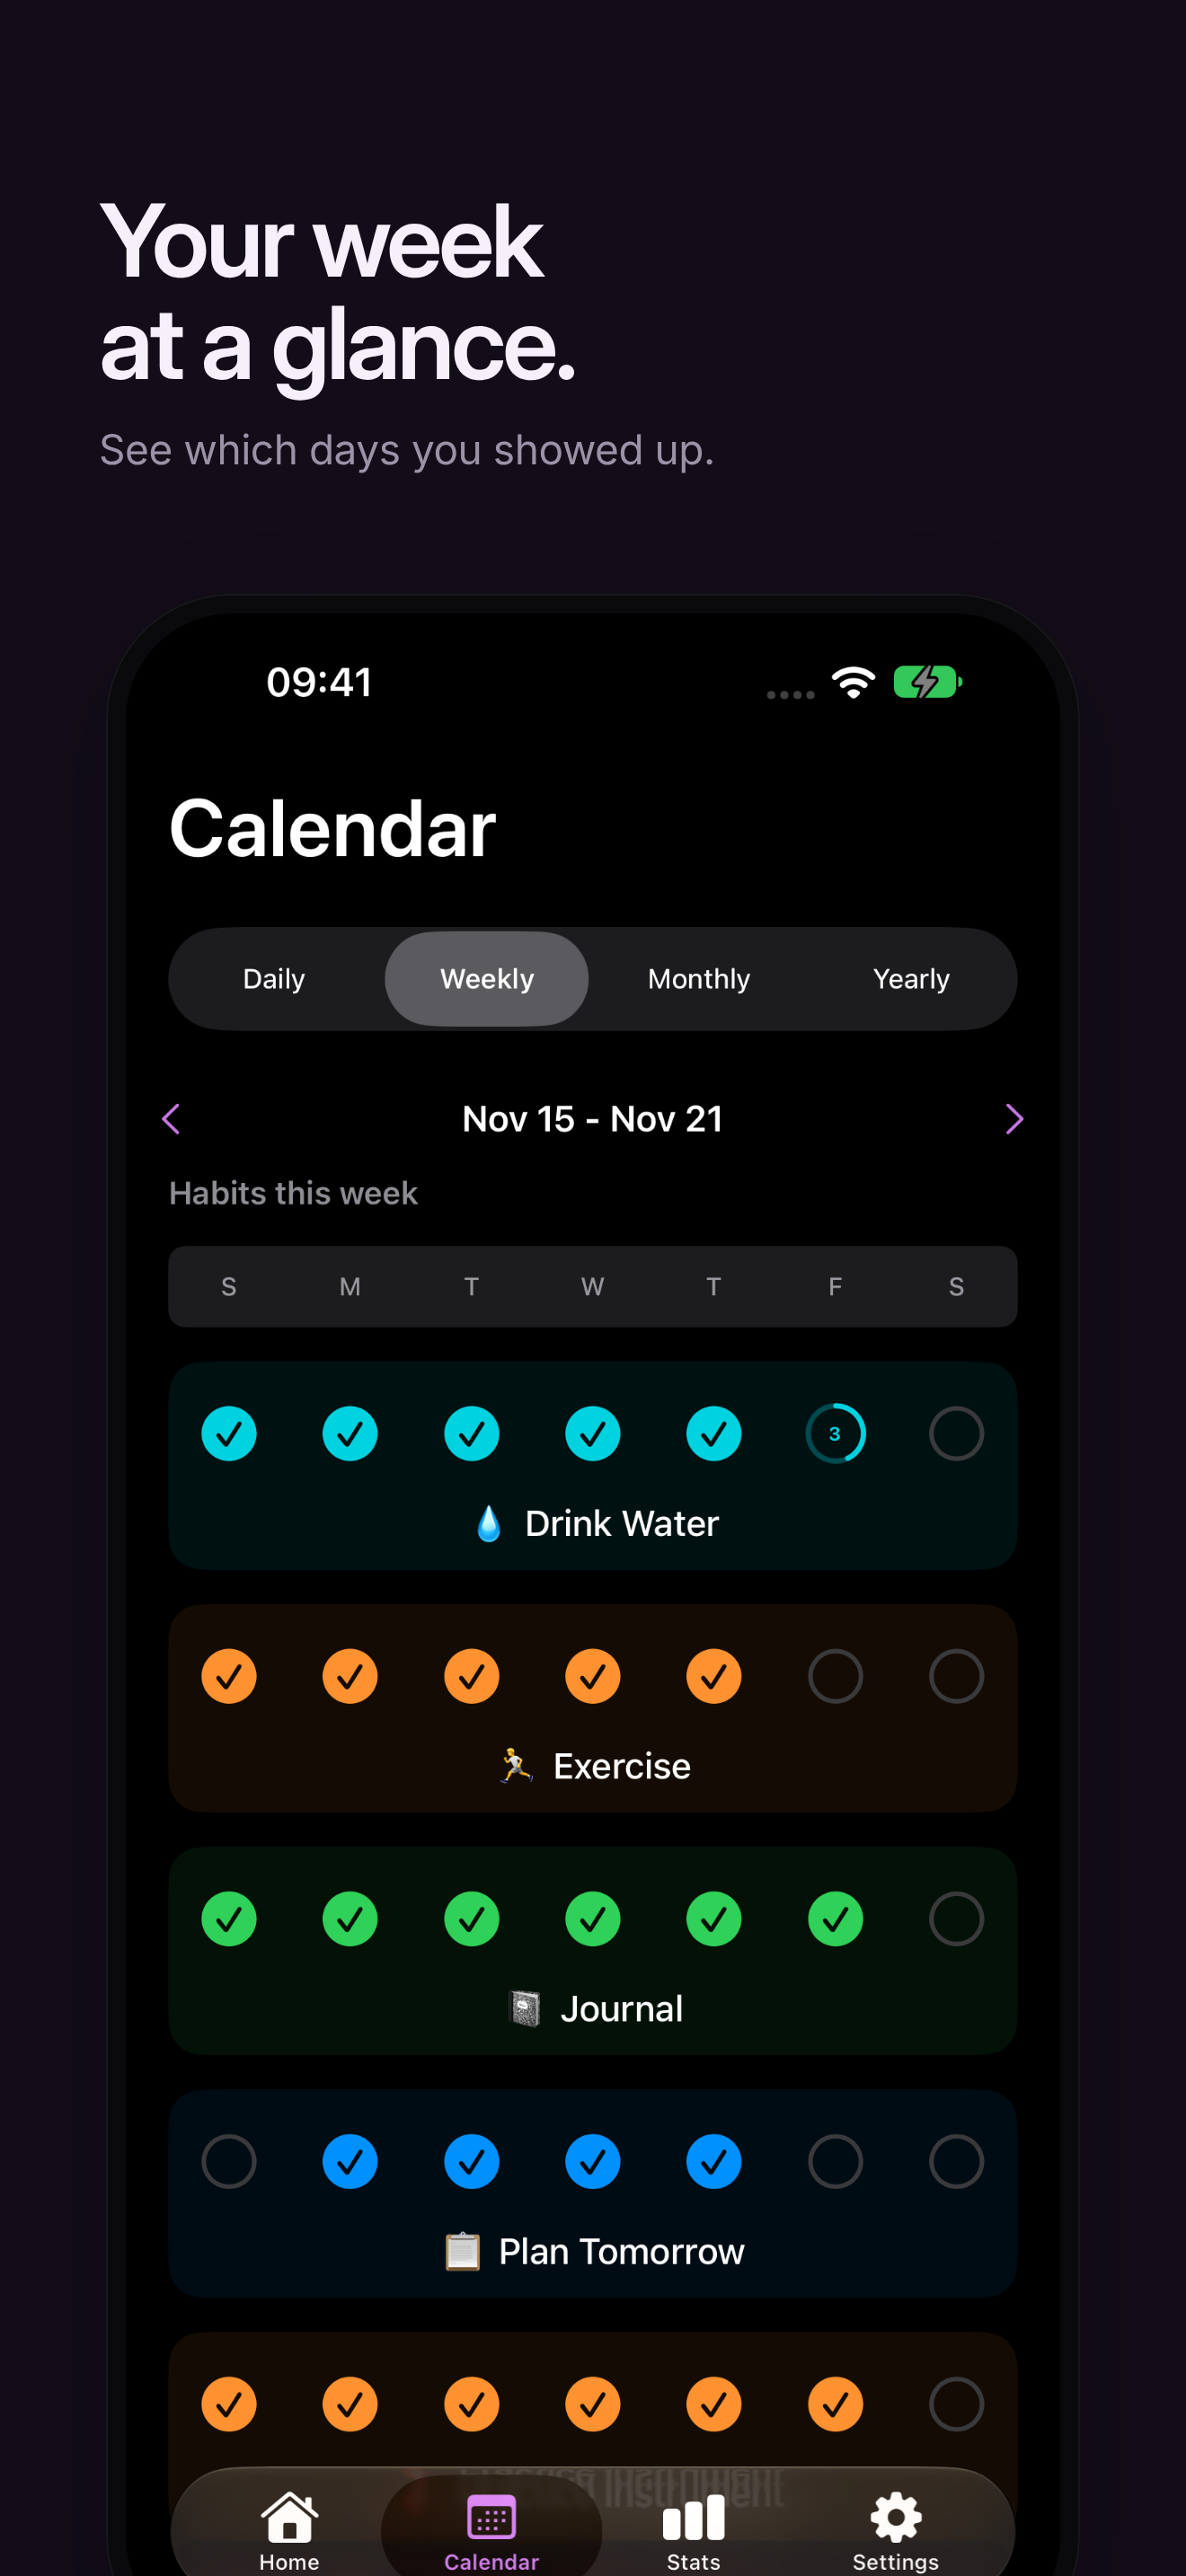 Your week
at a glance.
See which days you showed up.
09:41
Calendar
Daily Weekly Monthly Yearly
Nov 15 - Nov 21
Habits this week
S M T W T F S
3
💧 Drink Water
🏃 Exercise
📓 Journal
📋 Plan Tomorrow
Home Calendar Stats Settings